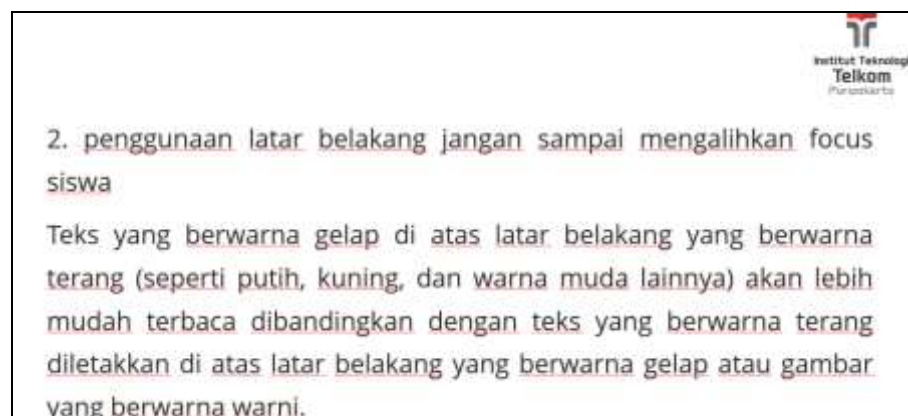 Institut Teknologi
Telkom
Purwokerto
2. penggunaan latar belakang jangan sampai mengalihkan focus
siswa
Teks yang berwarna gelap di atas latar belakang yang berwarna
terang (seperti putih, kuning, dan warna muda lainnya) akan lebih
mudah terbaca dibandingkan dengan teks yang berwarna terang
diletakkan di atas latar belakang yang berwarna gelap atau gambar
yang berwarna warni.